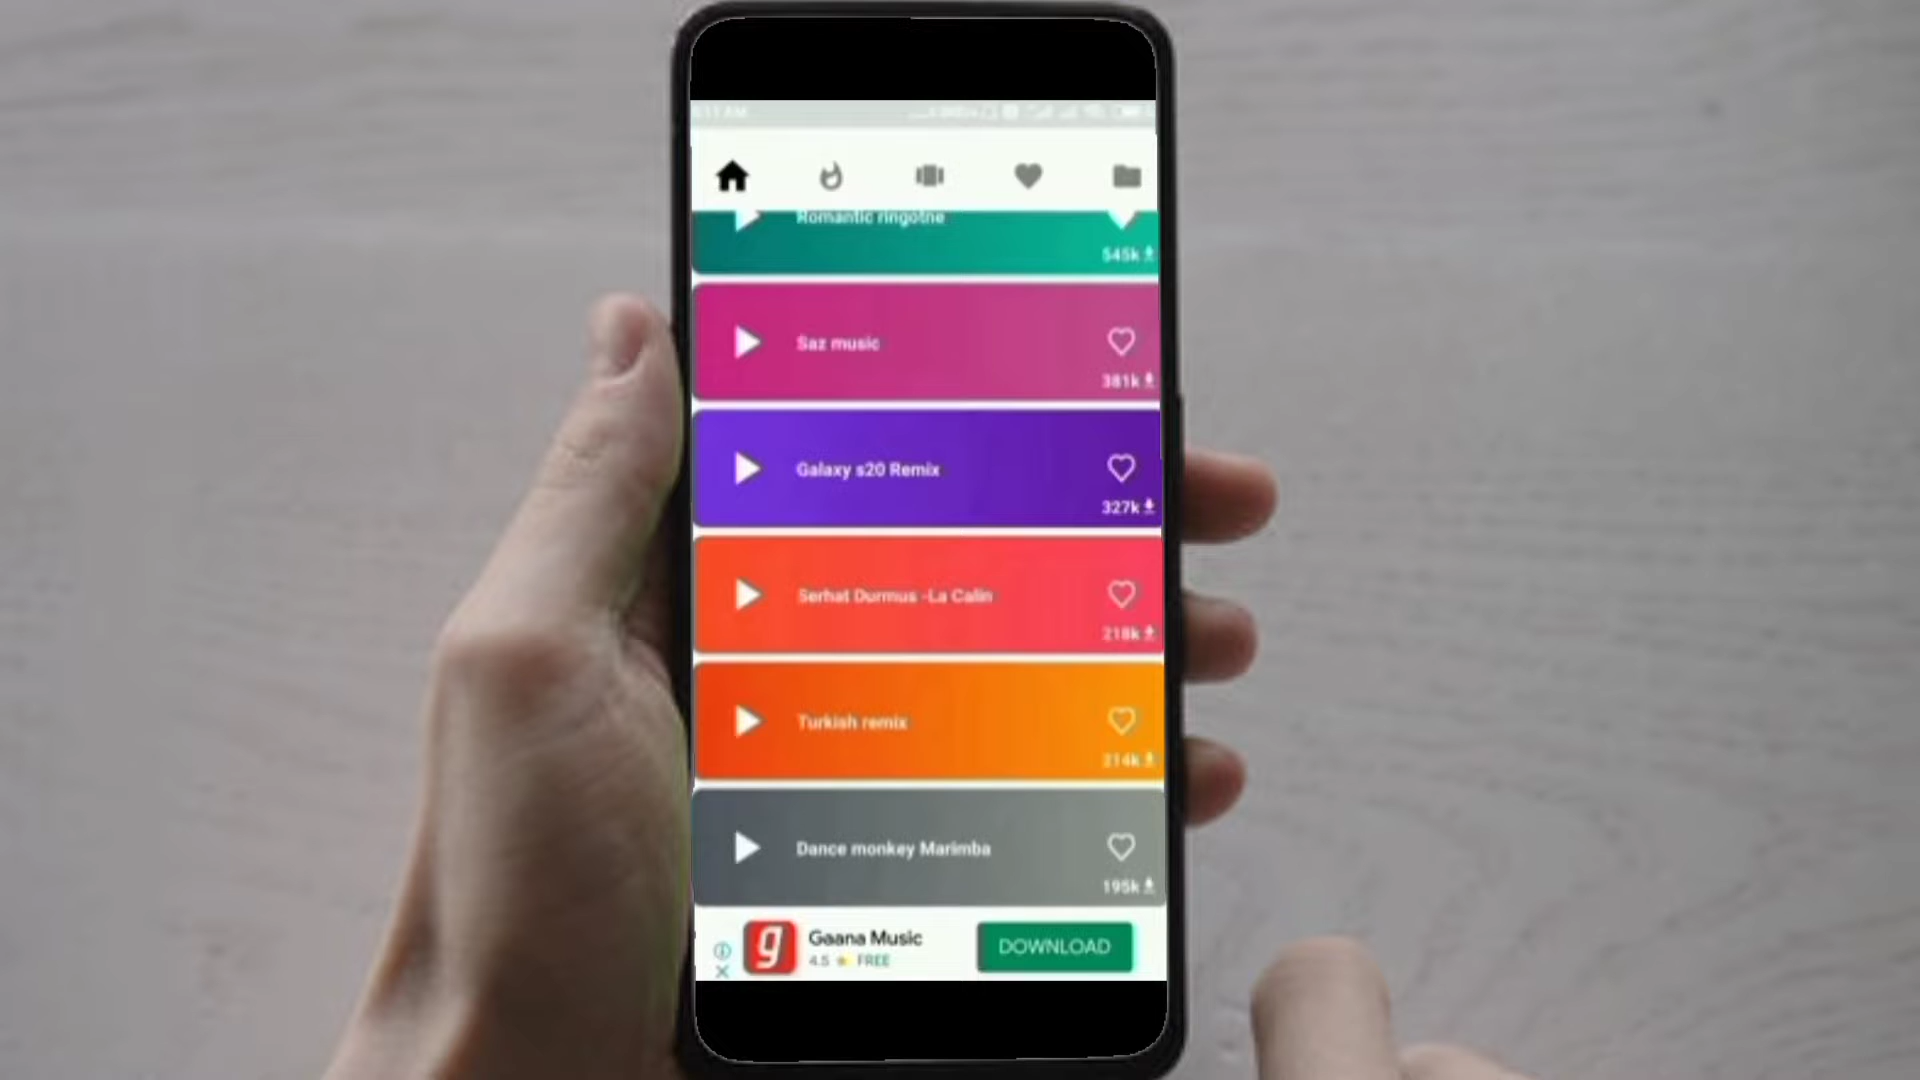 Romantic ringotne
545k
Saz music
381k
Galaxy s20 Remix
327k
Serhat Durmus -La Calin
218k
Turkish remix
214k
Dance monkey Marimba
195k
Gaana Music
4.5 FREE
DOWNLOAD